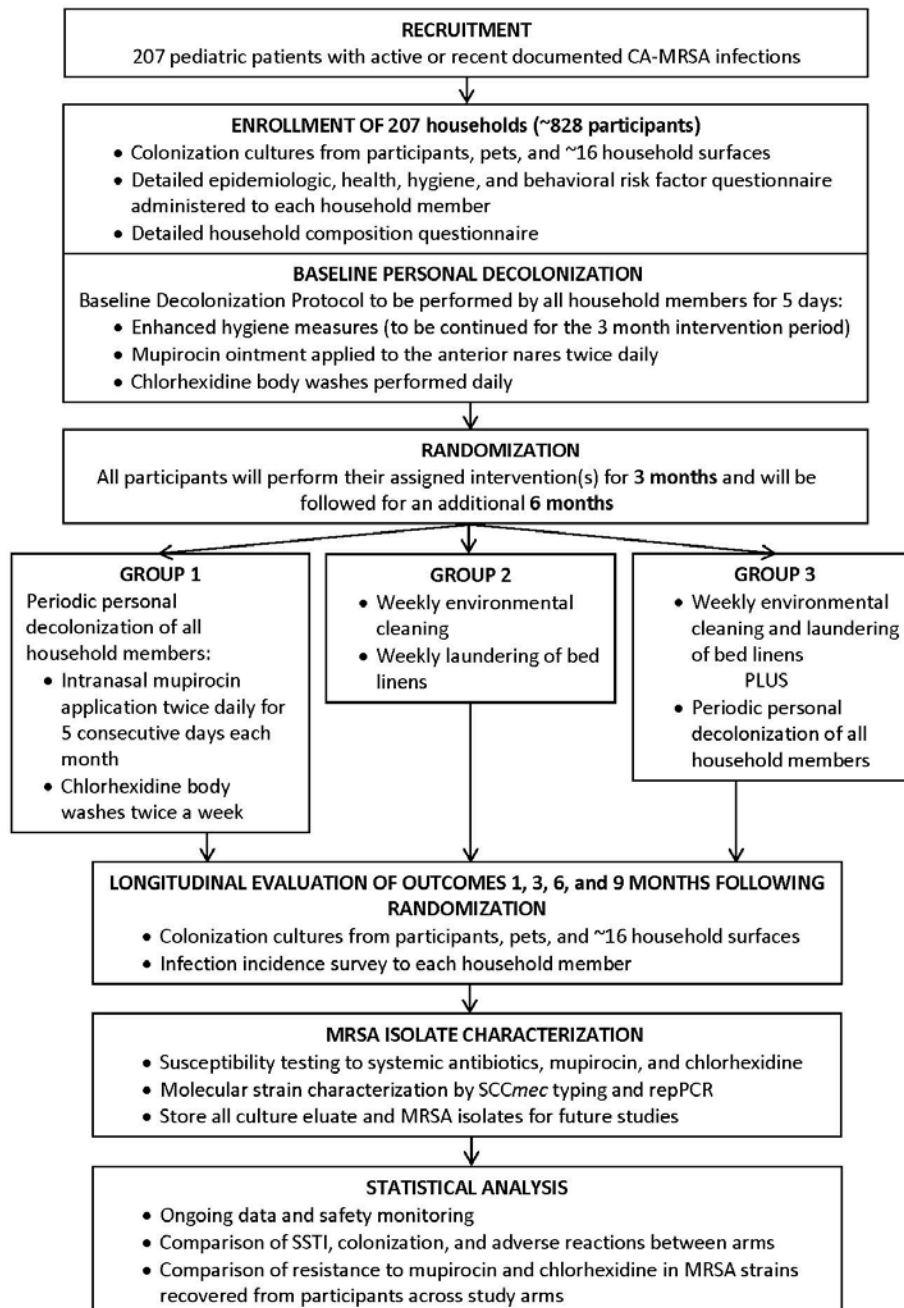 RECRUITMENT
207 pediatric patients with active or recent documented CA-MRSA infections
ENROLLMENT OF 207 households (~828 participants)
• Colonization cultures from participants, pets, and ~16 household surfaces
• Detailed epidemiologic, health, hygiene, and behavioral risk factor questionnaire
administered to each household member
• Detailed household composition questionnaire
BASELINE PERSONAL DECOLONIZATION
Baseline Decolonization Protocol to be performed by all household members for 5 days:
• Enhanced hygiene measures (to be continued for the 3 month intervention period)
• Mupirocin ointment applied to the anterior nares twice daily
• Chlorhexidine body washes performed daily
RANDOMIZATION
All participants will perform their assigned intervention(s) for 3 months and will be
followed for an additional 6 months
GROUP 1
Periodic personal
decolonization of all
household members:
• Intranasal mupirocin
application twice daily for
5 consecutive days each
month
• Chlorhexidine body
washes twice a week
GROUP 2
• Weekly environmental
cleaning
• Weekly laundering of bed
linens
GROUP 3
• Weekly environmental
cleaning and laundering
of bed linens
PLUS
• Periodic personal
decolonization of all
household members
LONGITUDINAL EVALUATION OF OUTCOMES 1, 3, 6, and 9 MONTHS FOLLOWING
RANDOMIZATION
• Colonization cultures from participants, pets, and ~16 household surfaces
• Infection incidence survey to each household member
MRSA ISOLATE CHARACTERIZATION
• Susceptibility testing to systemic antibiotics, mupirocin, and chlorhexidine
• Molecular strain characterization by SCCmec typing and repPCR
• Store all culture eluate and MRSA isolates for future studies
STATISTICAL ANALYSIS
• Ongoing data and safety monitoring
• Comparison of SSTI, colonization, and adverse reactions between arms
• Comparison of resistance to mupirocin and chlorhexidine in MRSA strains
recovered from participants across study arms